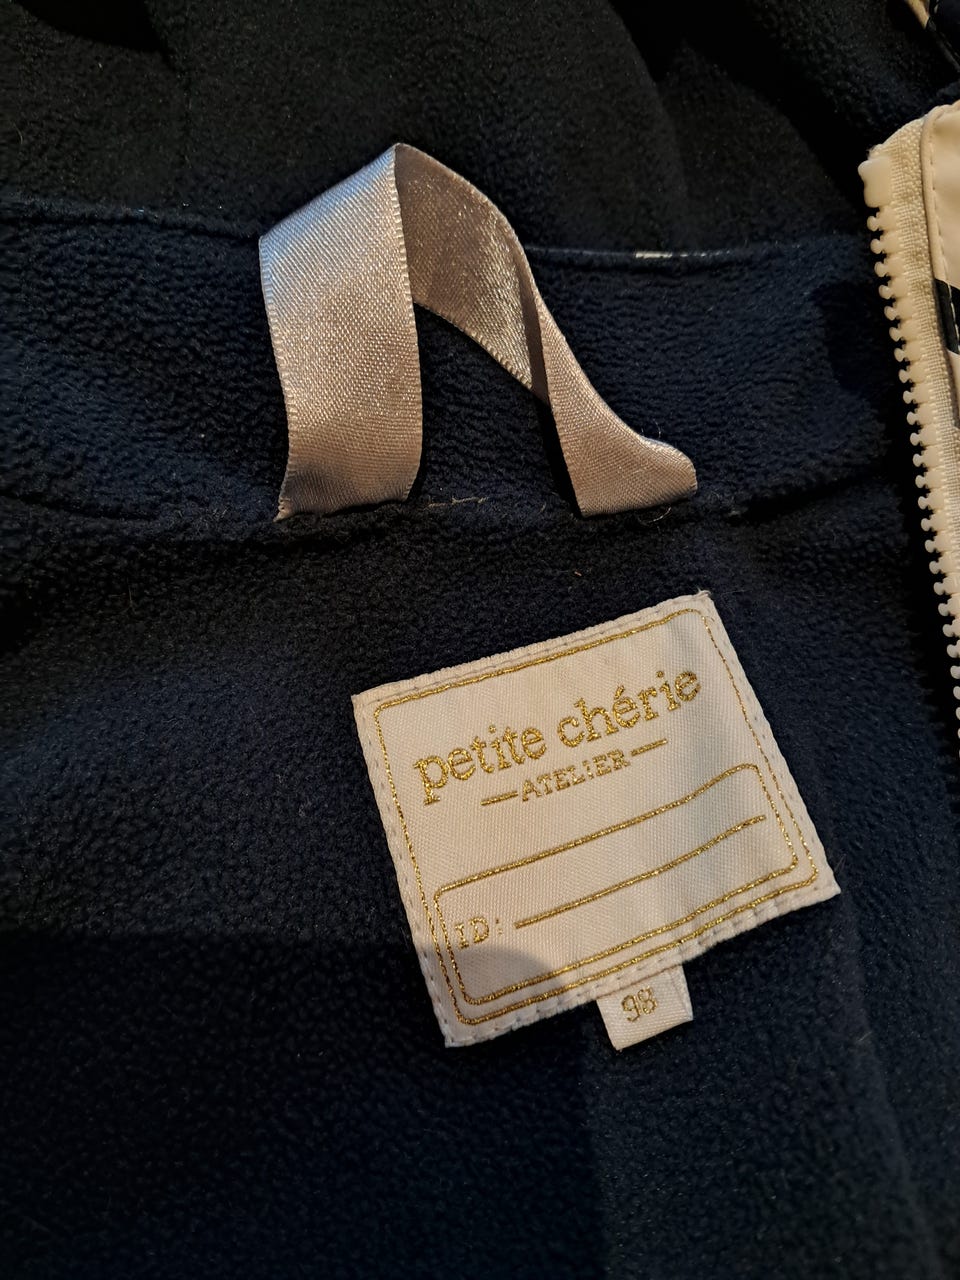 petite chérie
ATELIER
ID:
98